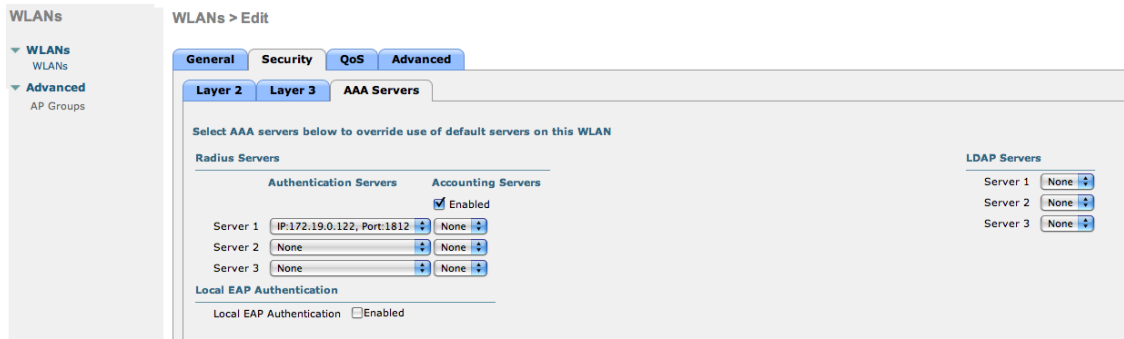 WLANs
WLANs
WLANs
Advanced
AP Groups
WLANs > Edit
General Security QoS Advanced
Layer 2 Layer 3 AAA Servers
Select AAA servers below to override use of default servers on this WLAN
Radius Servers
LDAP Servers
Authentication Servers Accounting Servers
Enabled
Server 1 IP:172.19.0.122, Port:1812 None
Server 2 None None
Server 3 None None
Server 1 None
Server 2 None
Server 3 None
Local EAP Authentication
Local EAP Authentication Enabled